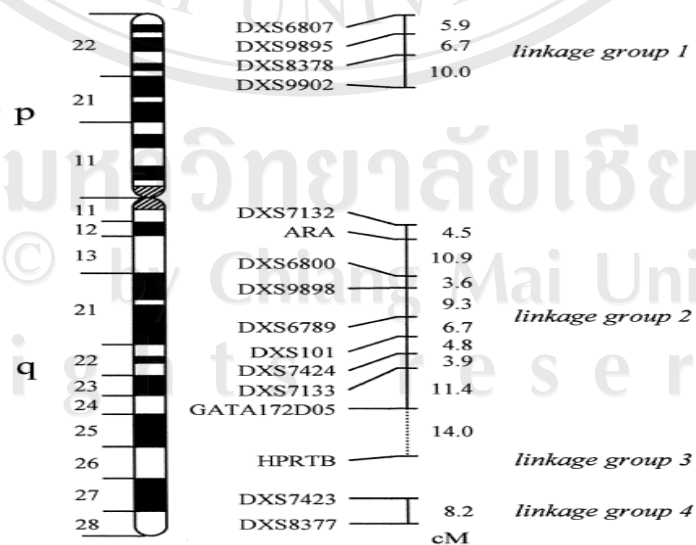 22
21
p
11
11
12
13
21
q
22
23
24
25
26
27
28
DXS6807
DXS9895
DXS8378
DXS9902
5.9
6.7
10.0
linkage group 1
DXS7132
ARA
DXS6800
DXS9898
DXS6789
DXS101
DXS7424
DXS7133
GATA172D05
4.5
10.9
3.6
9.3
6.7
4.8
3.9
11.4
14.0
linkage group 2
HPRTB
linkage group 3
DXS7423
DXS8377
8.2
cM
linkage group 4
มหาวิทยาลัยเชีย
© by Chiang Mai Uni
ights reser